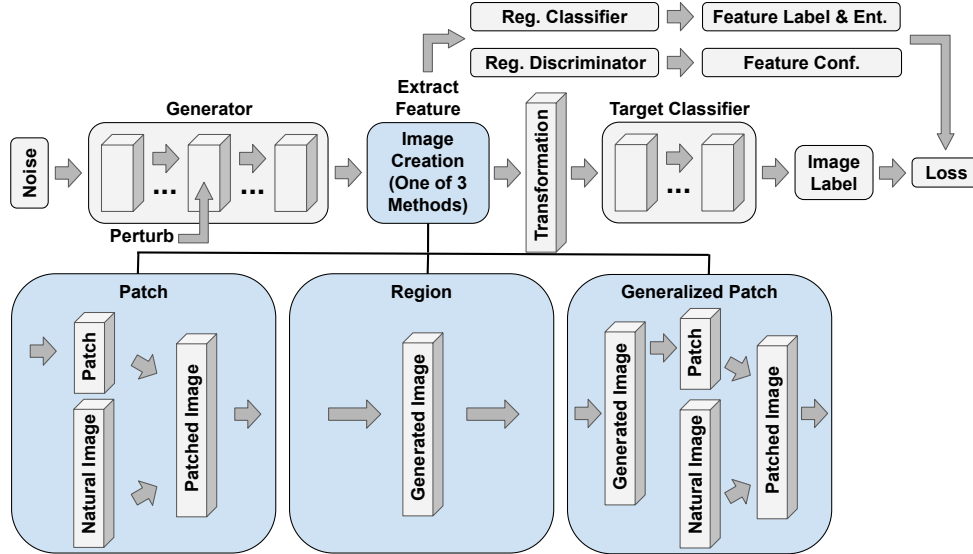 Reg. Classifier
Feature Label & Ent.
Reg. Discriminator
Feature Conf.
Extract
Feature
Generator
Target Classifier
Noise
...
...
Perturb
Image
Creation
(One of 3
Methods)
Transformation
...
Image
Label
Loss
Patch
Patch
Natural Image
Patched Image
Region
Generated Image
Generalized Patch
Generated Image
Patch
Natural Image
Patched Image